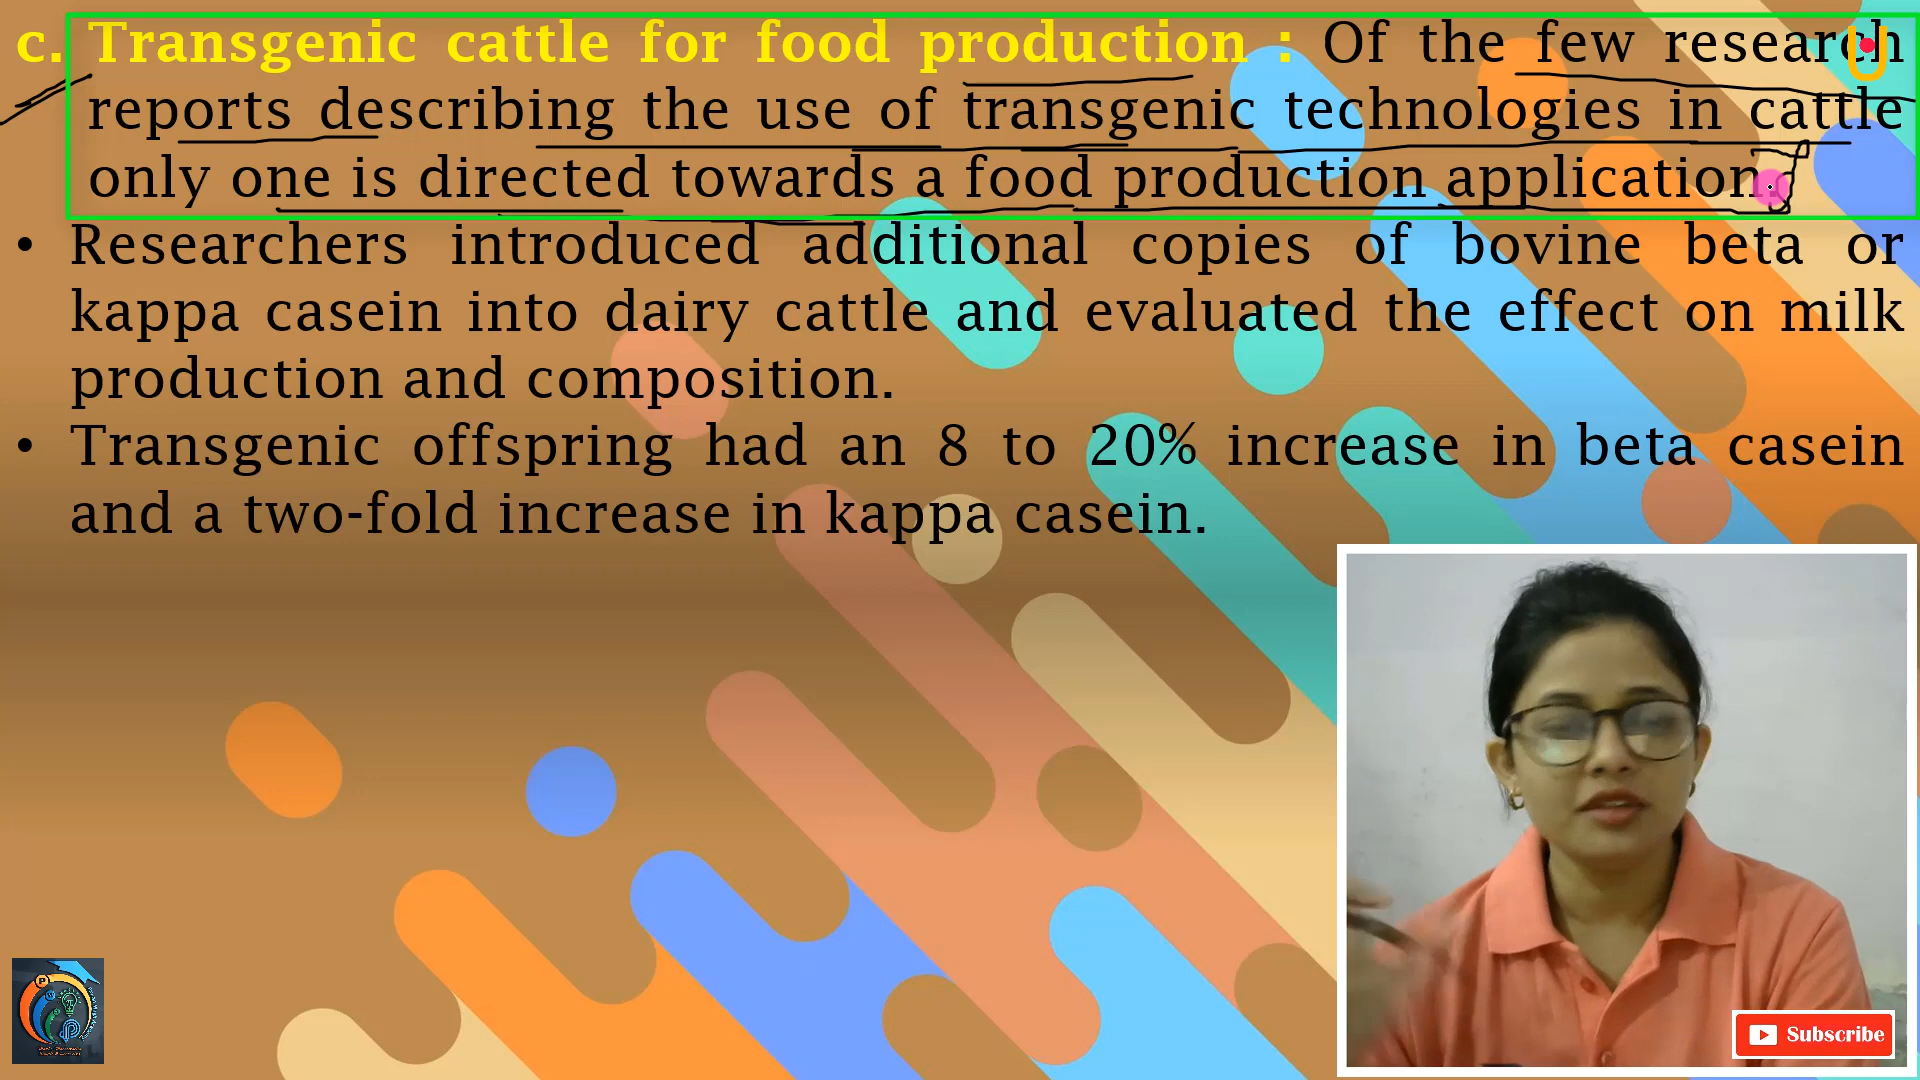 c. Transgenic cattle for food production : Of the few research
reports describing the use of transgenic technologies in cattle
only one is directed towards a food production application.
• Researchers introduced additional copies of bovine beta or
kappa casein into dairy cattle and evaluated the effect on milk
production and composition.
• Transgenic offspring had an 8 to 20% increase in beta casein
and a two-fold increase in kappa casein.
U
Subscribe